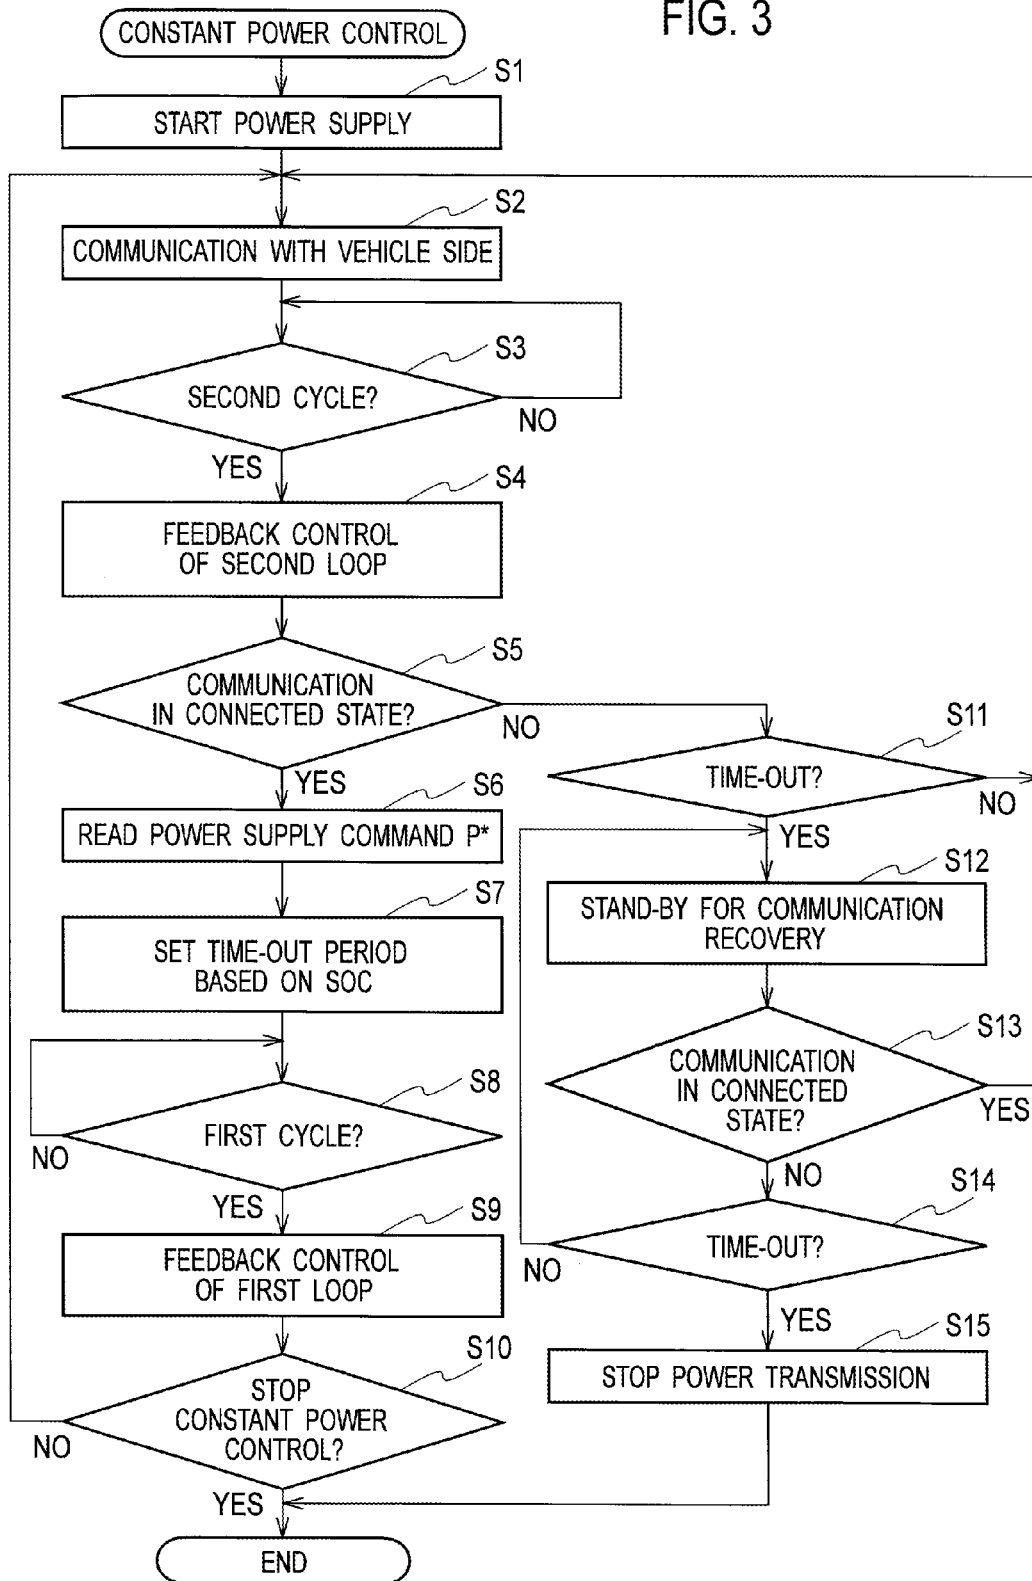 FIG. 3
CONSTANT POWER CONTROL
S1
START POWER SUPPLY
S2
COMMUNICATION WITH VEHICLE SIDE
S3
SECOND CYCLE?
NO
YES
S4
FEEDBACK CONTROL
OF SECOND LOOP
S5
COMMUNICATION
IN CONNECTED STATE?
NO
YES
S6
READ POWER SUPPLY COMMAND P*
S7
SET TIME-OUT PERIOD
BASED ON SOC
S8
FIRST CYCLE?
NO
YES
S9
FEEDBACK CONTROL
OF FIRST LOOP
S10
STOP
CONSTANT POWER
CONTROL?
NO
YES
END
S11
TIME-OUT?
NO
YES
S12
STAND-BY FOR COMMUNICATION
RECOVERY
S13
COMMUNICATION
IN CONNECTED
STATE?
YES
NO
S14
TIME-OUT?
NO
YES
S15
STOP POWER TRANSMISSION